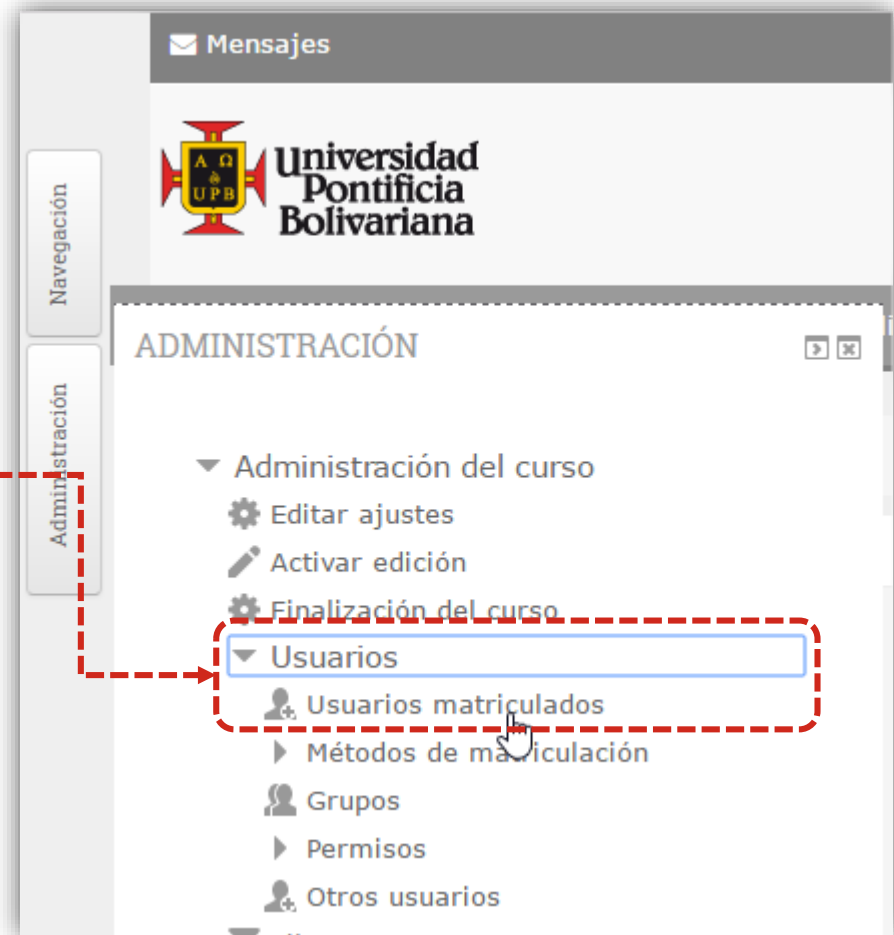 Mensajes
A Ω
&
UPB
Universidad
Pontificia
Bolivariana
Navegación
Administración
ADMINISTRACIÓN
Administración del curso
Editar ajustes
Activar edición
Finalización del curso
Usuarios
Usuarios matriculados
Métodos de matriculación
Grupos
Permisos
Otros usuarios